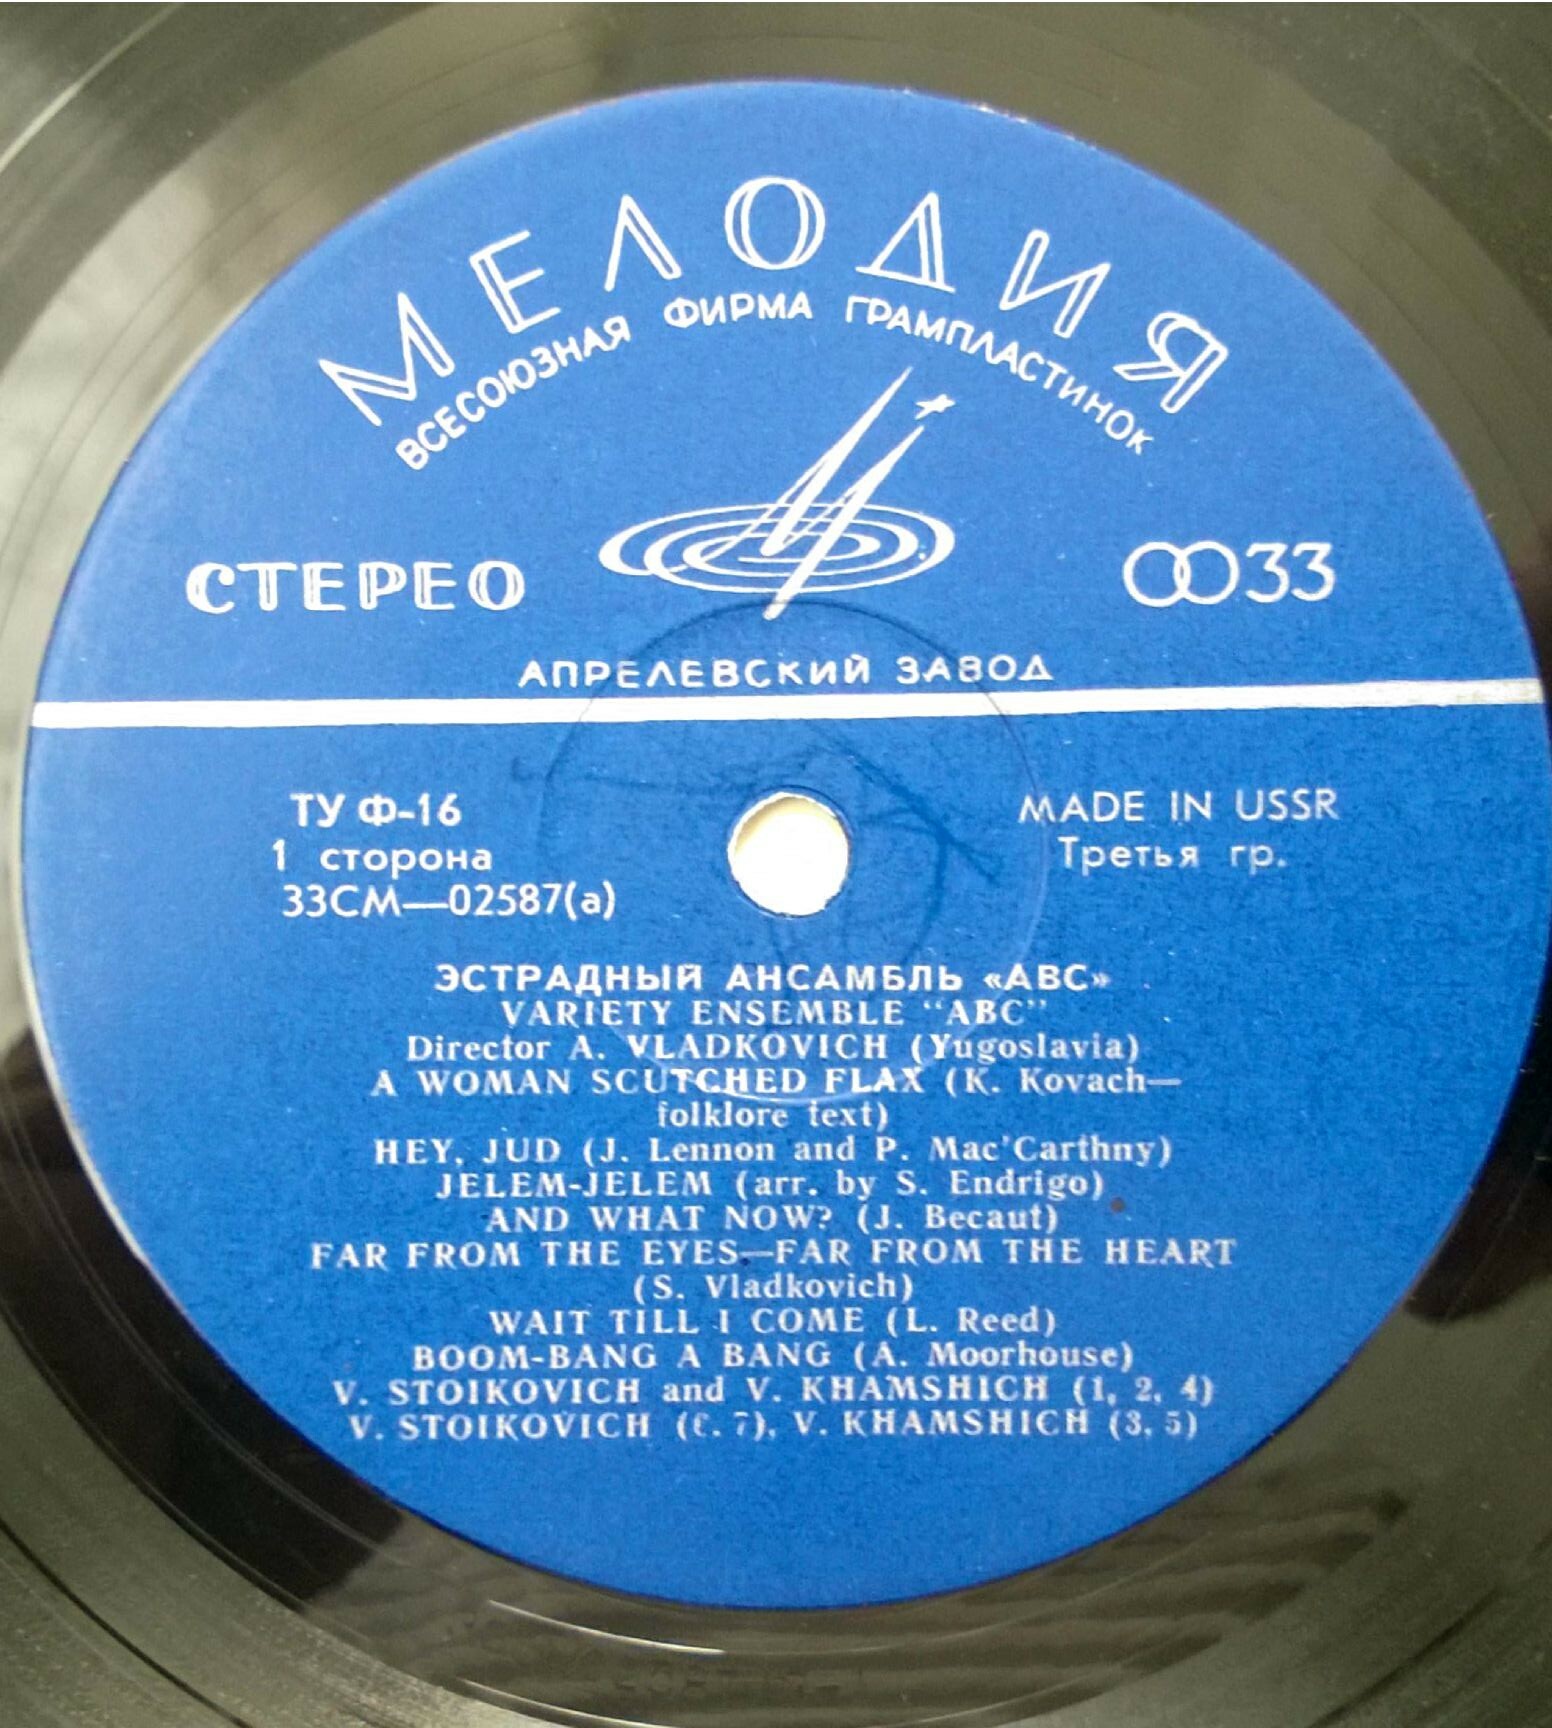 МЕЛОДИЯ
ВСЕСОЮЗНАЯ ФИРМА ГРАМПЛАСТИНОК
СТЕРЕО
33
АПРЕЛЕВСКИЙ ЗАВОД
ТУ Ф-16
MADE IN USSR
1 сторона
Третья гр.
33СМ—02587(а)
ЭСТРАДНЫЙ АНСАМБЛЬ «АВС»
VARIETY ENSEMBLE "ABC"
Director A. VLADKOVICH (Yugoslavia)
A WOMAN SCUTCHED FLAX (K. Kovach—
folklore text)
HEY, JUD (J. Lennon and P. Mac'Carthny)
JELEM-JELEM (arr. by S. Endrigo)
AND WHAT NOW? (J. Becaut)
FAR FROM THE EYES—FAR FROM THE HEART
(S. Vladkovich)
WAIT TILL I COME (L. Reed)
BOOM-BANG A BANG (A. Moorhouse)
V. STOIKOVICH and V. KHAMSHICH (1, 2, 4)
V. STOIKOVICH (6, 7), V. KHAMSHICH (3, 5)